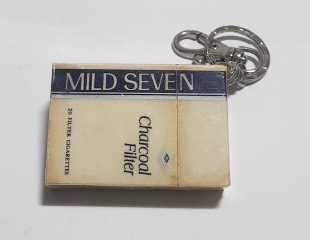 MILD SEVEN
Charcoal
Filter
20 FILTER CIGARETTES